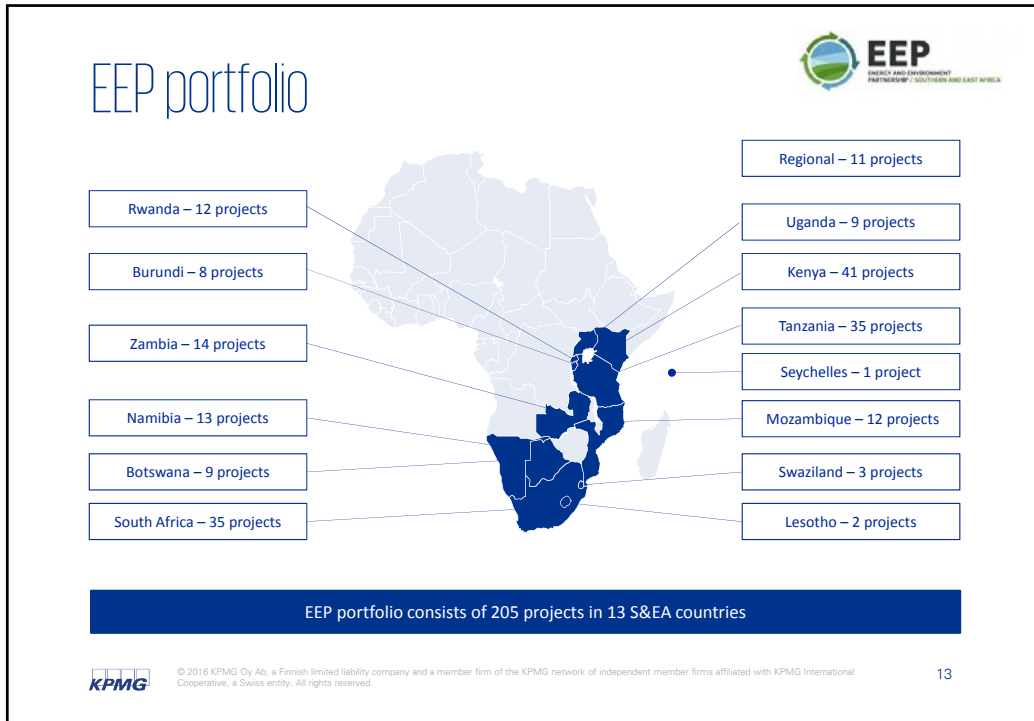 EEP portfolio
EEP
ENERGY AND ENVIRONMENT
PARTNERSHIP / SOUTHERN AND EAST AFRICA
Regional – 11 projects
Rwanda – 12 projects
Uganda – 9 projects
Burundi – 8 projects
Kenya – 41 projects
Zambia – 14 projects
Tanzania – 35 projects
Seychelles – 1 project
Namibia – 13 projects
Mozambique – 12 projects
Botswana – 9 projects
Swaziland – 3 projects
South Africa – 35 projects
Lesotho – 2 projects
EEP portfolio consists of 205 projects in 13 S&EA countries
KPMG
© 2016 KPMG Oy Ab, a Finnish limited liability company and a member firm of the KPMG network of independent member firms affiliated with KPMG International
Cooperative, a Swiss entity. All rights reserved.
13